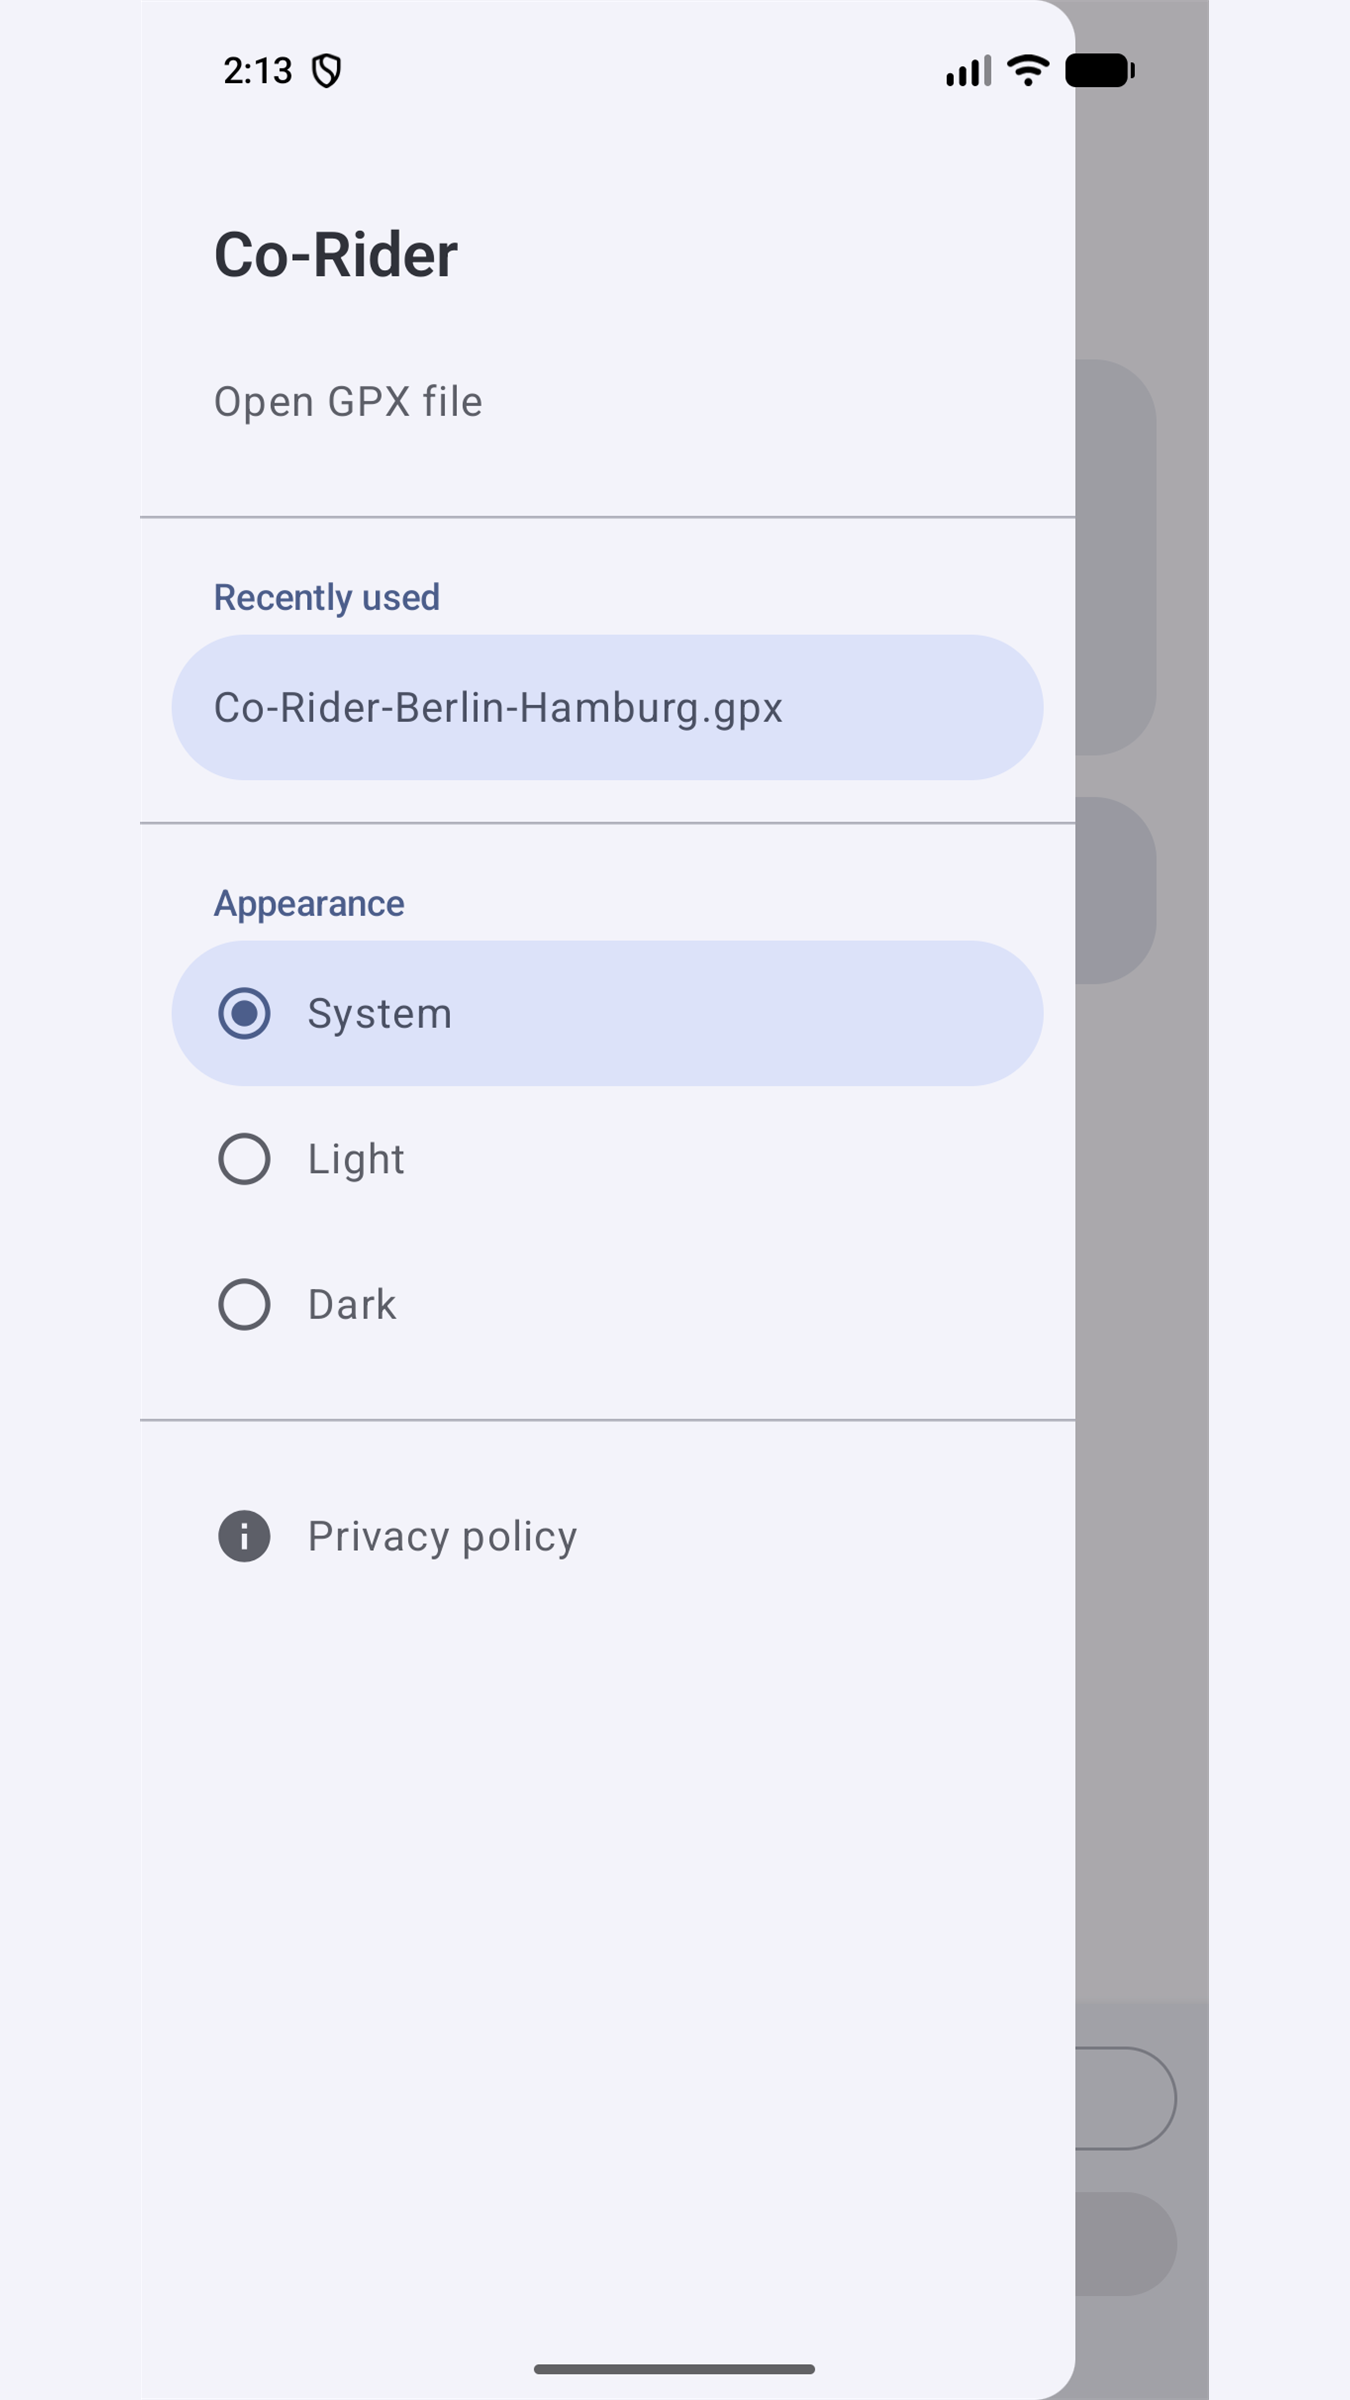 2:13
Co-Rider
Open GPX file
Recently used
Co-Rider-Berlin-Hamburg.gpx
Appearance
System
Light
Dark
Privacy policy